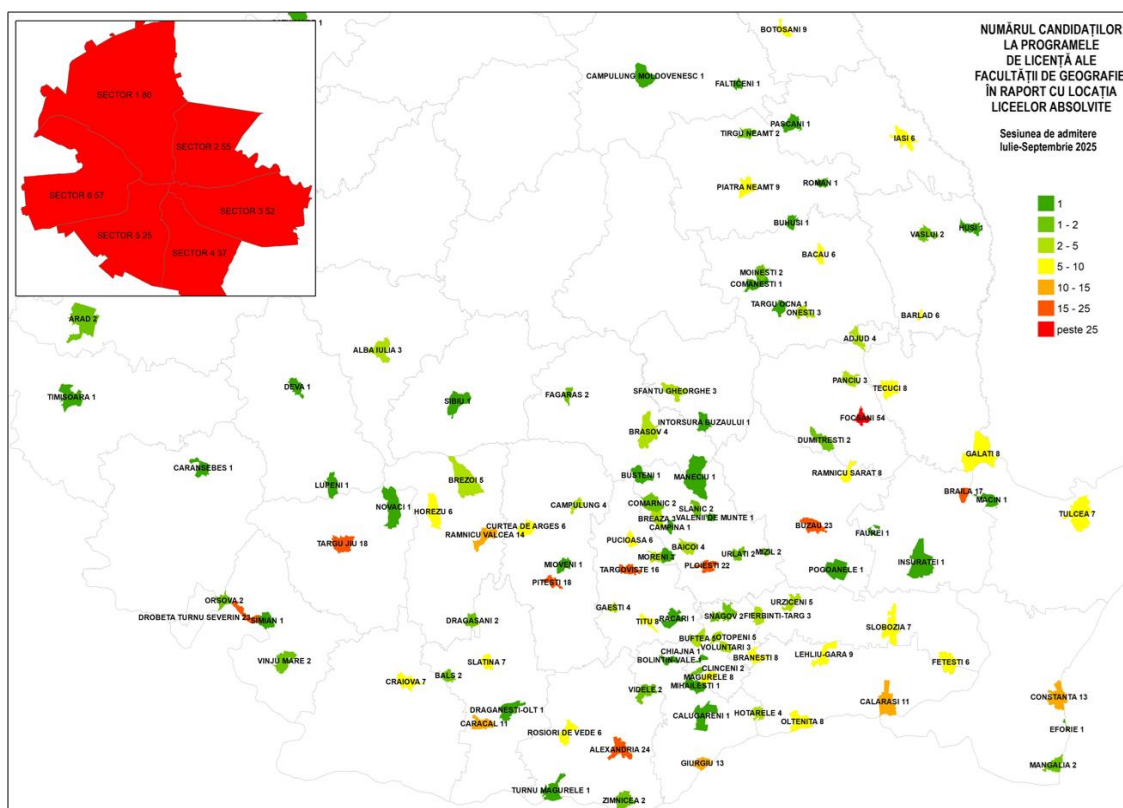 NUMĂRUL CANDIDAȚILOR
LA PROGRAMELE
DE LICENȚĂ ALE
FACULTĂȚII DE GEOGRAFIE
ÎN RAPORT CU LOCAȚIA
LICEELOR ABSOLVITE
Sesiunea de admitere
Iulie-Septembrie 2025
1
1 - 2
2 - 5
5 - 10
10 - 15
15 - 25
peste 25
SECTOR 1 80
SECTOR 2 55
SECTOR 6 57
SECTOR 3 52
SECTOR 5 25
SECTOR 4 37
BOTOSANI 9
CAMPULUNG MOLDOVENESC 1
FALTICENI 1
PASCANI 1
TIRGU NEAMT 2
IASI 6
PIATRA NEAMT 9
ROMAN 1
BUHUSI 1
VASLUI 2
HUSI 1
BACAU 6
MOINESTI 2
COMANESTI 1
TARGU OCNA 1
ONESTI 3
BARLAD 6
ARAD 2
ALBA IULIA 3
ADJUD 4
TIMIȘOARA 1
DEVA 1
SIBIU 1
FAGARAS 2
SFANTU GHEORGHE 3
PANCIU 3
TECUCI 8
BRASOV 4
INTORSURA BUZAULUI 1
FOCSANI 54
DUMITRESTI 2
GALATI 8
CARANSEBES 1
LUPENI 1
BREZOI 5
BUSTENI 1
MANECIU 1
RAMNICU SARAT 8
NOVACI 1
HOREZU 6
CAMPULUNG 4
COMARNIC 2
SLANIC 2
BREAZA 3
VALENII DE MUNTE 1
CAMPINA 1
BRAILA 17
MACIN 1
TULCEA 7
CURTEA DE ARGES 6
RAMNICU VALCEA 14
TARGU JIU 18
PUCIOASA 6
BAICOI 4
BUZAU 23
FAUREI 1
URLATI 2
MIZIL 2
MIOVENI 1
PITESTI 18
TARGOVISTE 16
PLOIESTI 22
POGOANELE 1
INSURATEI 1
ORSOVA 2
DROBETA TURNU SEVERIN 23
SIMIAN 1
DRAGASANI 2
GAESTI 4
TITU 8
RACARI 1
SNAGOV 2
FIERBINTI-TARG 3
URZICENI 5
SLOBOZIA 7
VINJU MARE 2
SLATINA 7
OTOPENI 5
CHIAJNA 1
VOLUNTARI 3
BOLINTIN-VALE 1
BRANESTI 8
LEHLIU-GARA 9
FETESTI 6
CRAIOVA 7
BALS 2
CLINCENI 2
MAGURELE 8
MIHAILESTI 1
VIDELE 2
CALARASI 11
CONSTANTA 13
DRAGANESTI-OLT 1
CARACAL 11
CALUGARENI 1
HOTARELE 4
OLTENITA 8
EFORIE 1
ROSIORI DE VEDE 6
ALEXANDRIA 24
GIURGIU 13
MANGALIA 2
TURNU MAGURELE 1
ZIMNICEA 2